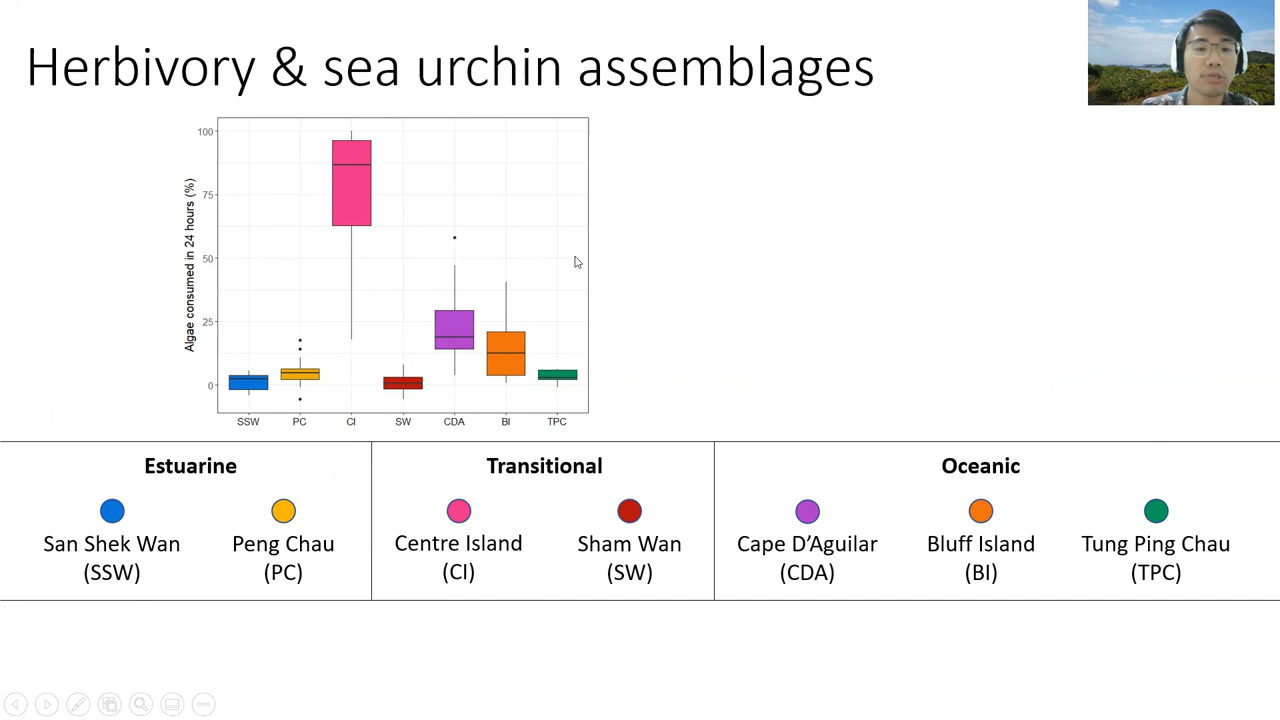 Herbivory & sea urchin assemblages
Algae consumed in 24 hours (%)
100
75
50
25
0
SSW PC CI SW CDA BI TPC
Estuarine Transitional Oceanic
San Shek Wan Peng Chau Centre Island Sham Wan Cape D'Aguilar Bluff Island Tung Ping Chau
(SSW) (PC) (CI) (SW) (CDA) (BI) (TPC)